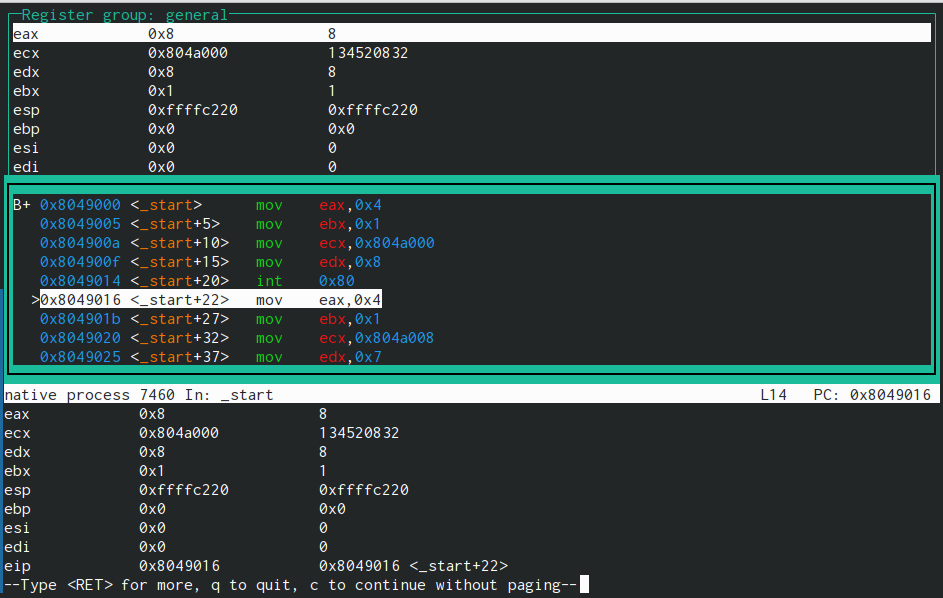 Register group: general
eax 0x8 8
ecx 0x804a000 134520832
edx 0x8 8
ebx 0x1 1
esp 0xffffc220 0xffffc220
ebp 0x0 0x0
esi 0x0 0
edi 0x0 0
B+ 0x8049000 <_start> mov eax,0x4
0x8049005 <_start+5> mov ebx,0x1
0x804900a <_start+10> mov ecx,0x804a000
0x804900f <_start+15> mov edx,0x8
0x8049014 <_start+20> int 0x80
>0x8049016 <_start+22> mov eax,0x4
0x804901b <_start+27> mov ebx,0x1
0x8049020 <_start+32> mov ecx,0x804a008
0x8049025 <_start+37> mov edx,0x7
native process 7460 In: _start L14 PC: 0x8049016
eax 0x8 8
ecx 0x804a000 134520832
edx 0x8 8
ebx 0x1 1
esp 0xffffc220 0xffffc220
ebp 0x0 0x0
esi 0x0 0
edi 0x0 0
eip 0x8049016 0x8049016 <_start+22>
--Type <RET> for more, q to quit, c to continue without paging--